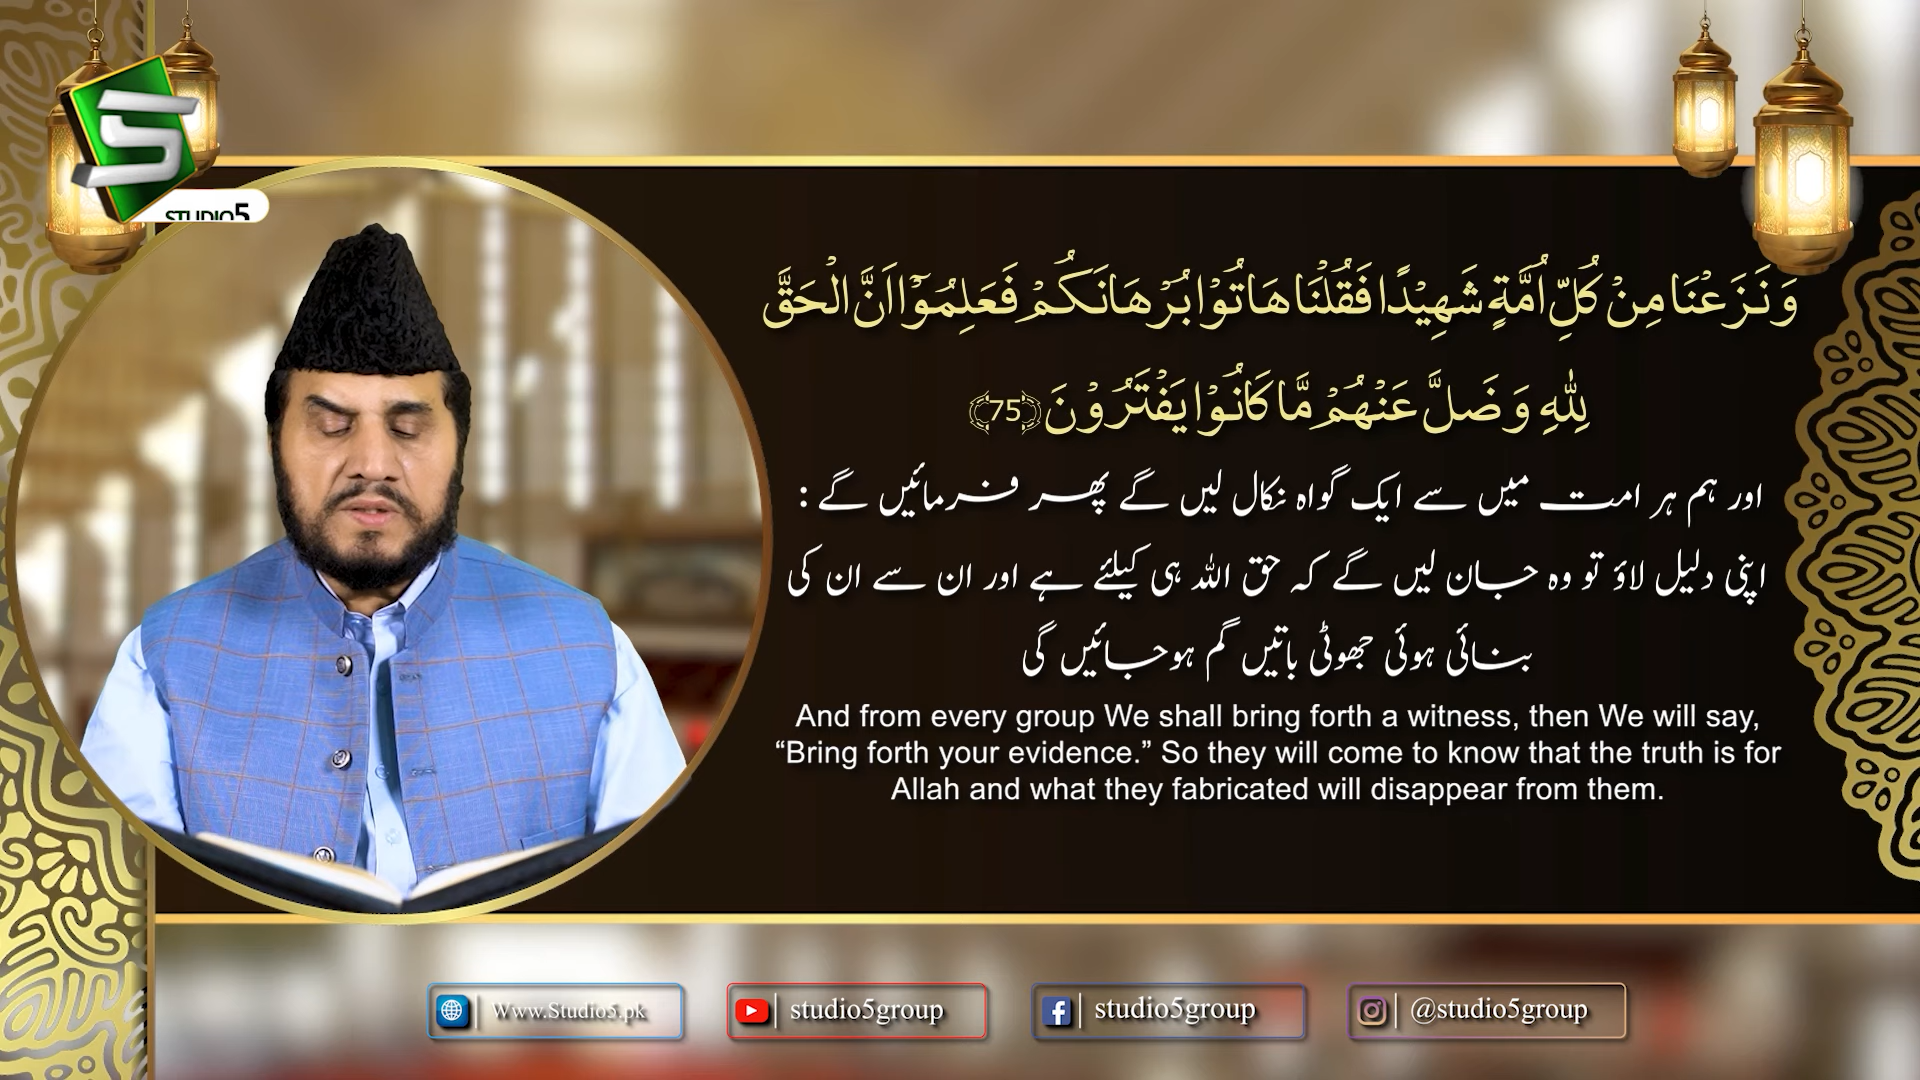 STUDIO5
وَ نَزَعْنَا مِنْ كُلِّ اُمَّةٍ شَهِیْدًا فَقُلْنَا هَاتُوْا بُرْهَانَكُمْ فَعَلِمُوْۤا اَنَّ الْحَقَّ
لِلّٰهِ وَ ضَلَّ عَنْهُمْ مَّا كَانُوْا یَفْتَرُوْنَ ﴿75﴾
اور ہم ہر امت میں سے ایک گواہ نکال لیں گے پھر فرمائیں گے :
اپنی دلیل لاؤ تو وہ جان لیں گے کہ حق اللہ ہی کیلئے ہے اور ان سے ان کی
بنائی ہوئی جھوٹی باتیں گم ہوجائیں گی
And from every group We shall bring forth a witness, then We will say,
“Bring forth your evidence.” So they will come to know that the truth is for
Allah and what they fabricated will disappear from them.
Www.Studio5.pk
studio5group
studio5group
@studio5group